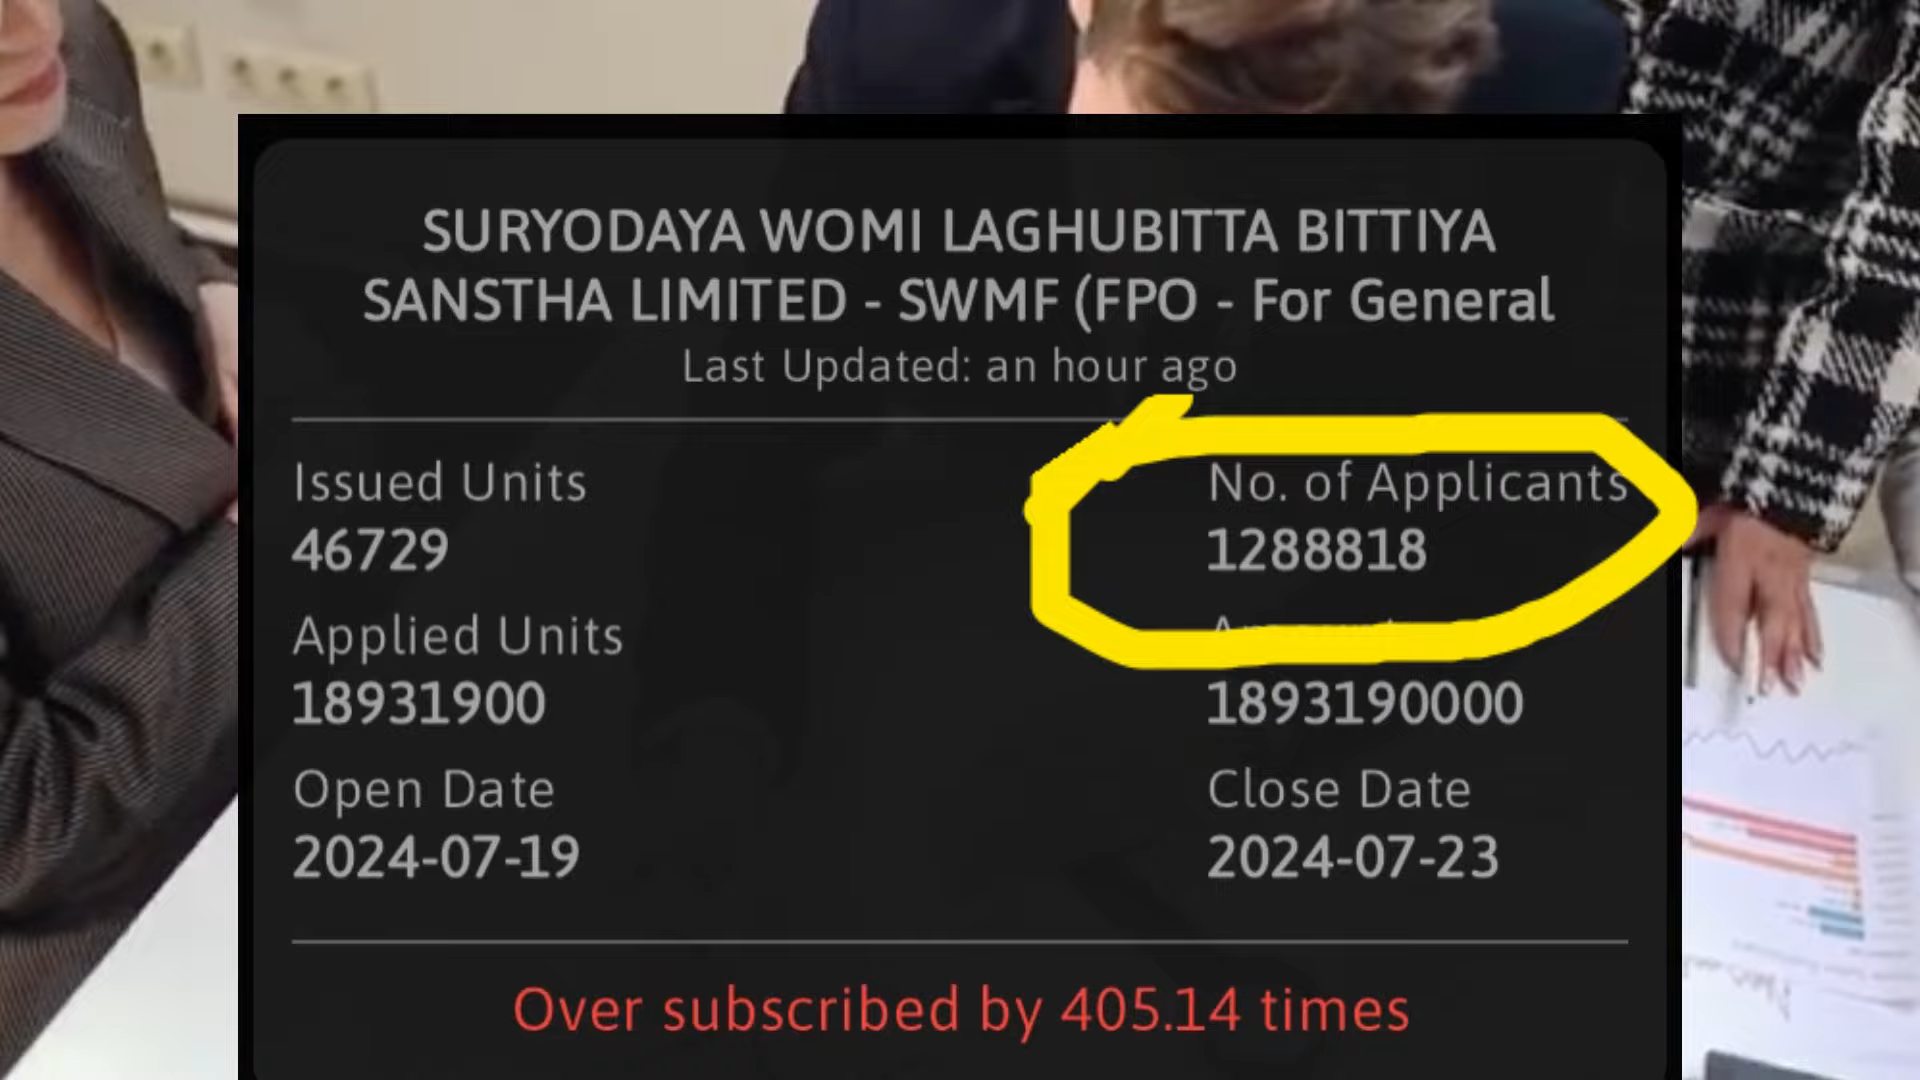 SURYODAYA WOMI LAGHUBITTA BITTIYA
SANSTHA LIMITED - SWMF (FPO - For General
Last Updated: an hour ago
Issued Units
46729
No. of Applicants
1288818
Applied Units
18931900
1893190000
Open Date
2024-07-19
Close Date
2024-07-23
Over subscribed by 405.14 times